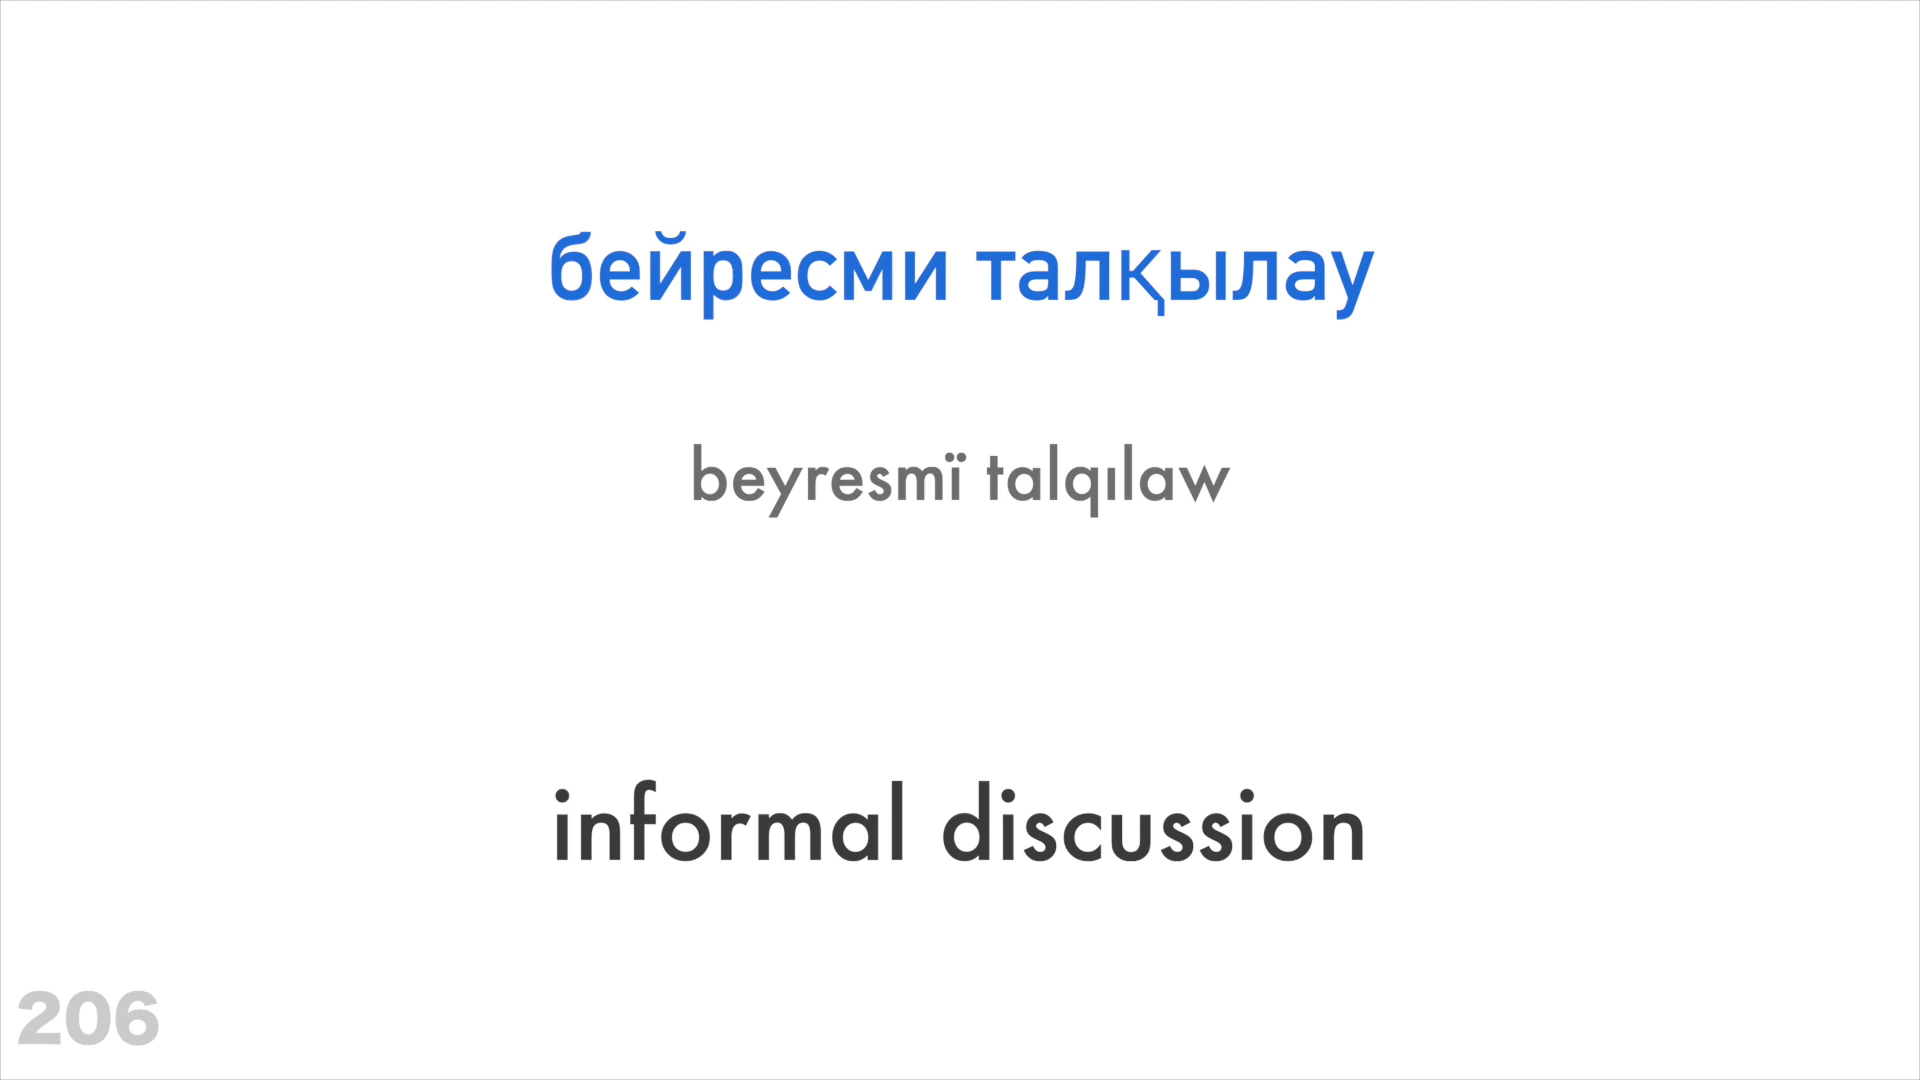 бейресми талқылау
beyresmï talqılaw
informal discussion
206